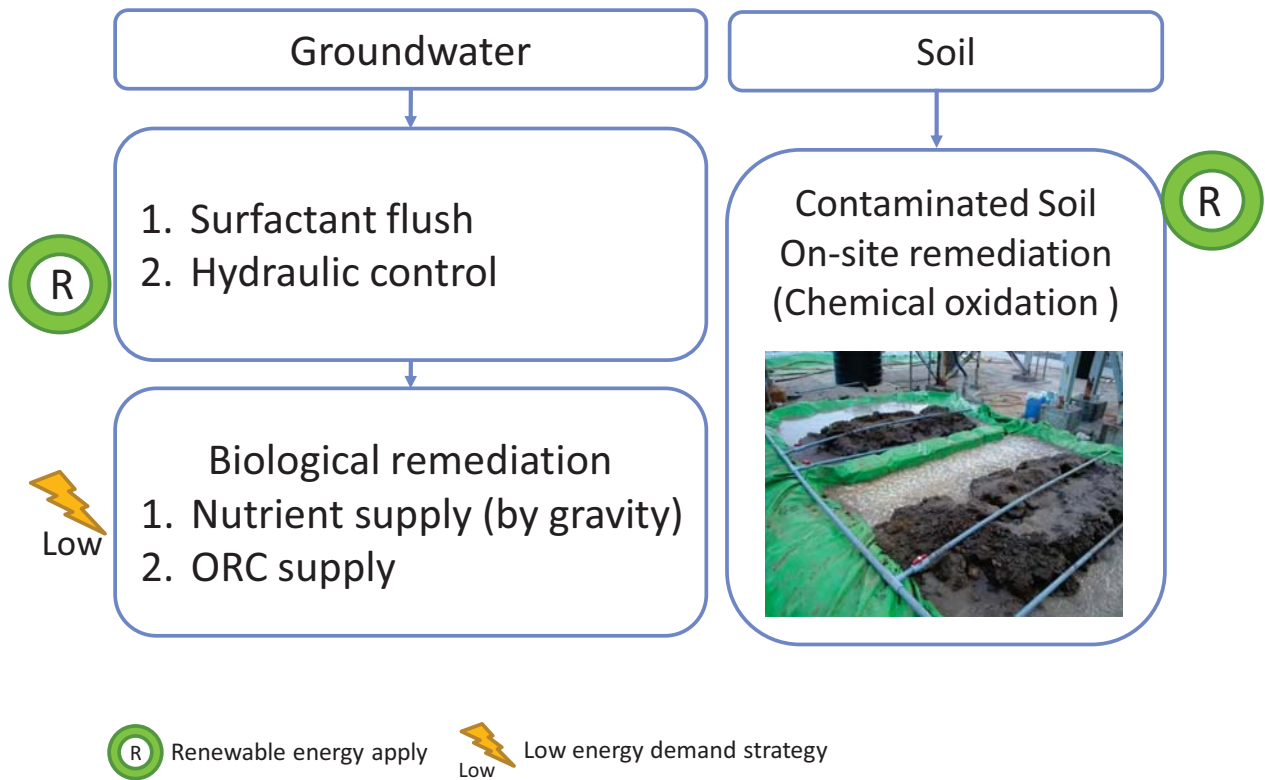 Groundwater
R
1. Surfactant flush
2. Hydraulic control
Low
Biological remediation
1. Nutrient supply (by gravity)
2. ORC supply
Soil
R
Contaminated Soil
On-site remediation
(Chemical oxidation )
R Renewable energy apply
Low Low energy demand strategy